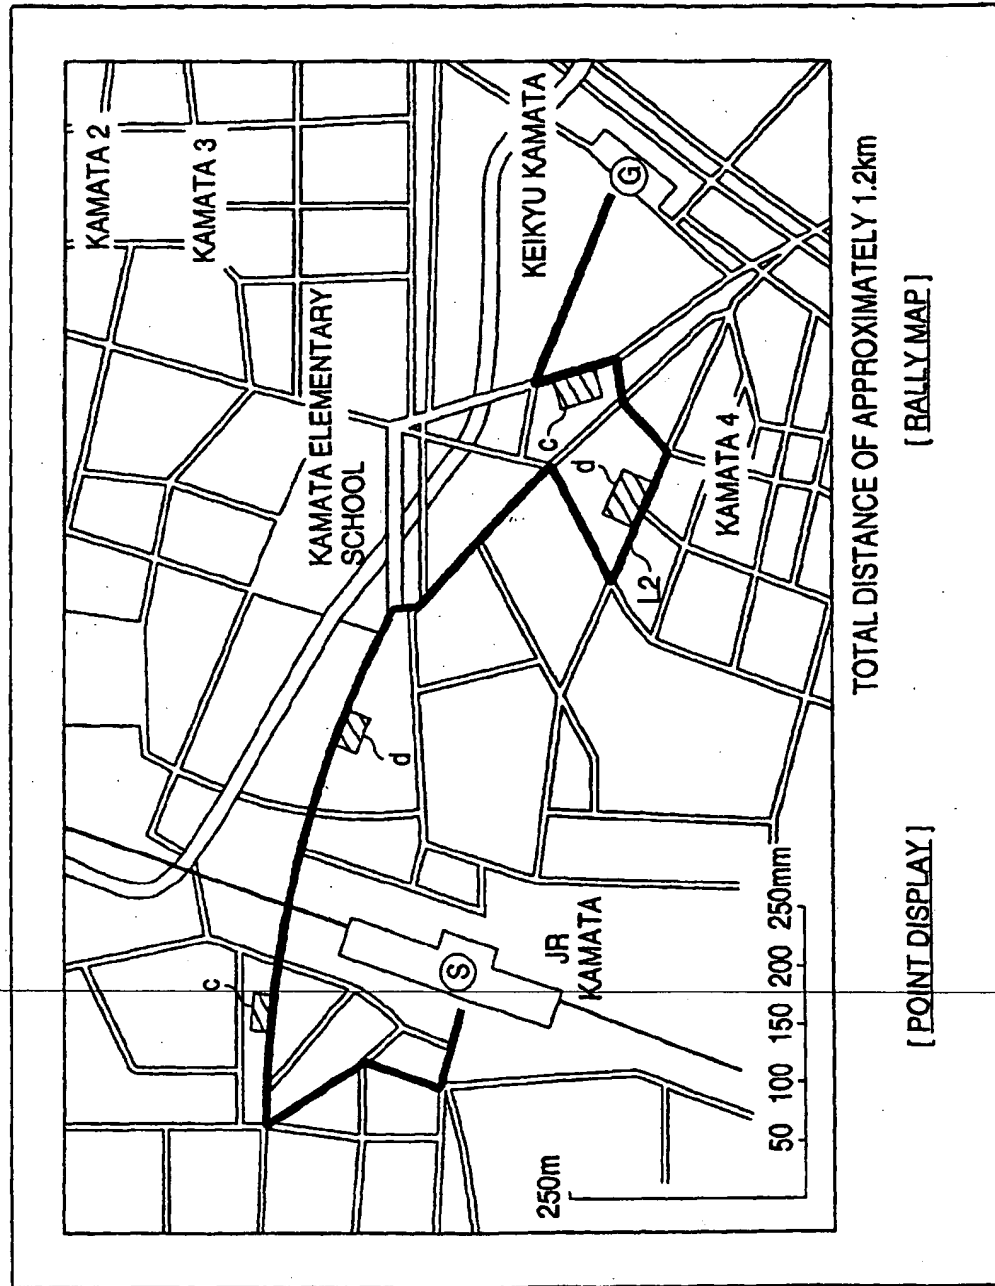 KAMATA 2
KAMATA 3
KAMATA ELEMENTARY
SCHOOL
KEIKYU KAMATA
G
c
d
KAMATA 4
L2
d
c
S
JR
KAMATA
250m
50 100 150 200 250mm
TOTAL DISTANCE OF APPROXIMATELY 1.2km
[POINT DISPLAY]
[RALLY MAP]